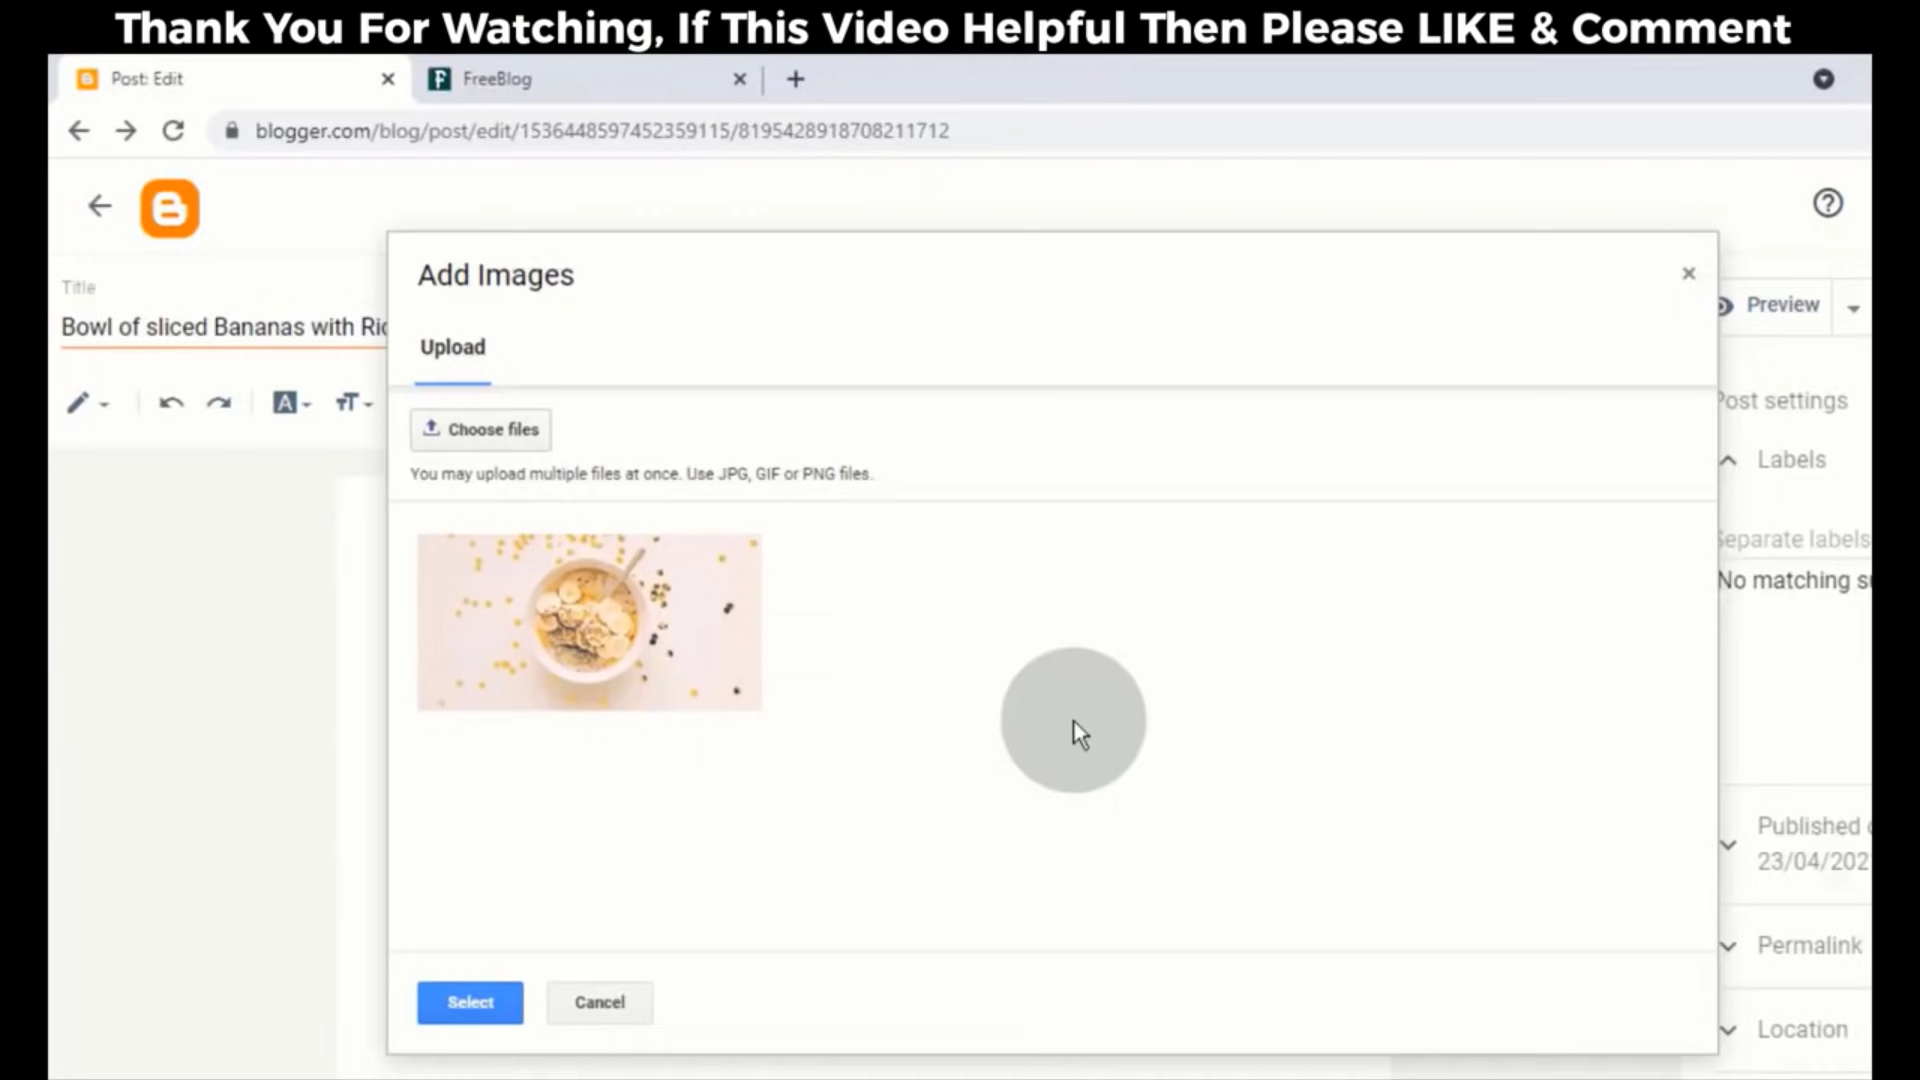 Thank You For Watching, If This Video Helpful Then Please LIKE & Comment
Post: Edit
FreeBlog
blogger.com/blog/post/edit/1536448597452359115/8195428918708211712
Add Images
Title
Bowl of sliced Bananas with
Preview
Upload
Post settings
Choose files
Labels
You may upload multiple files at once. Use JPG, GIF or PNG files.
Separate labels
No matching
Published
23/04/202
Permalink
Select
Cancel
Location